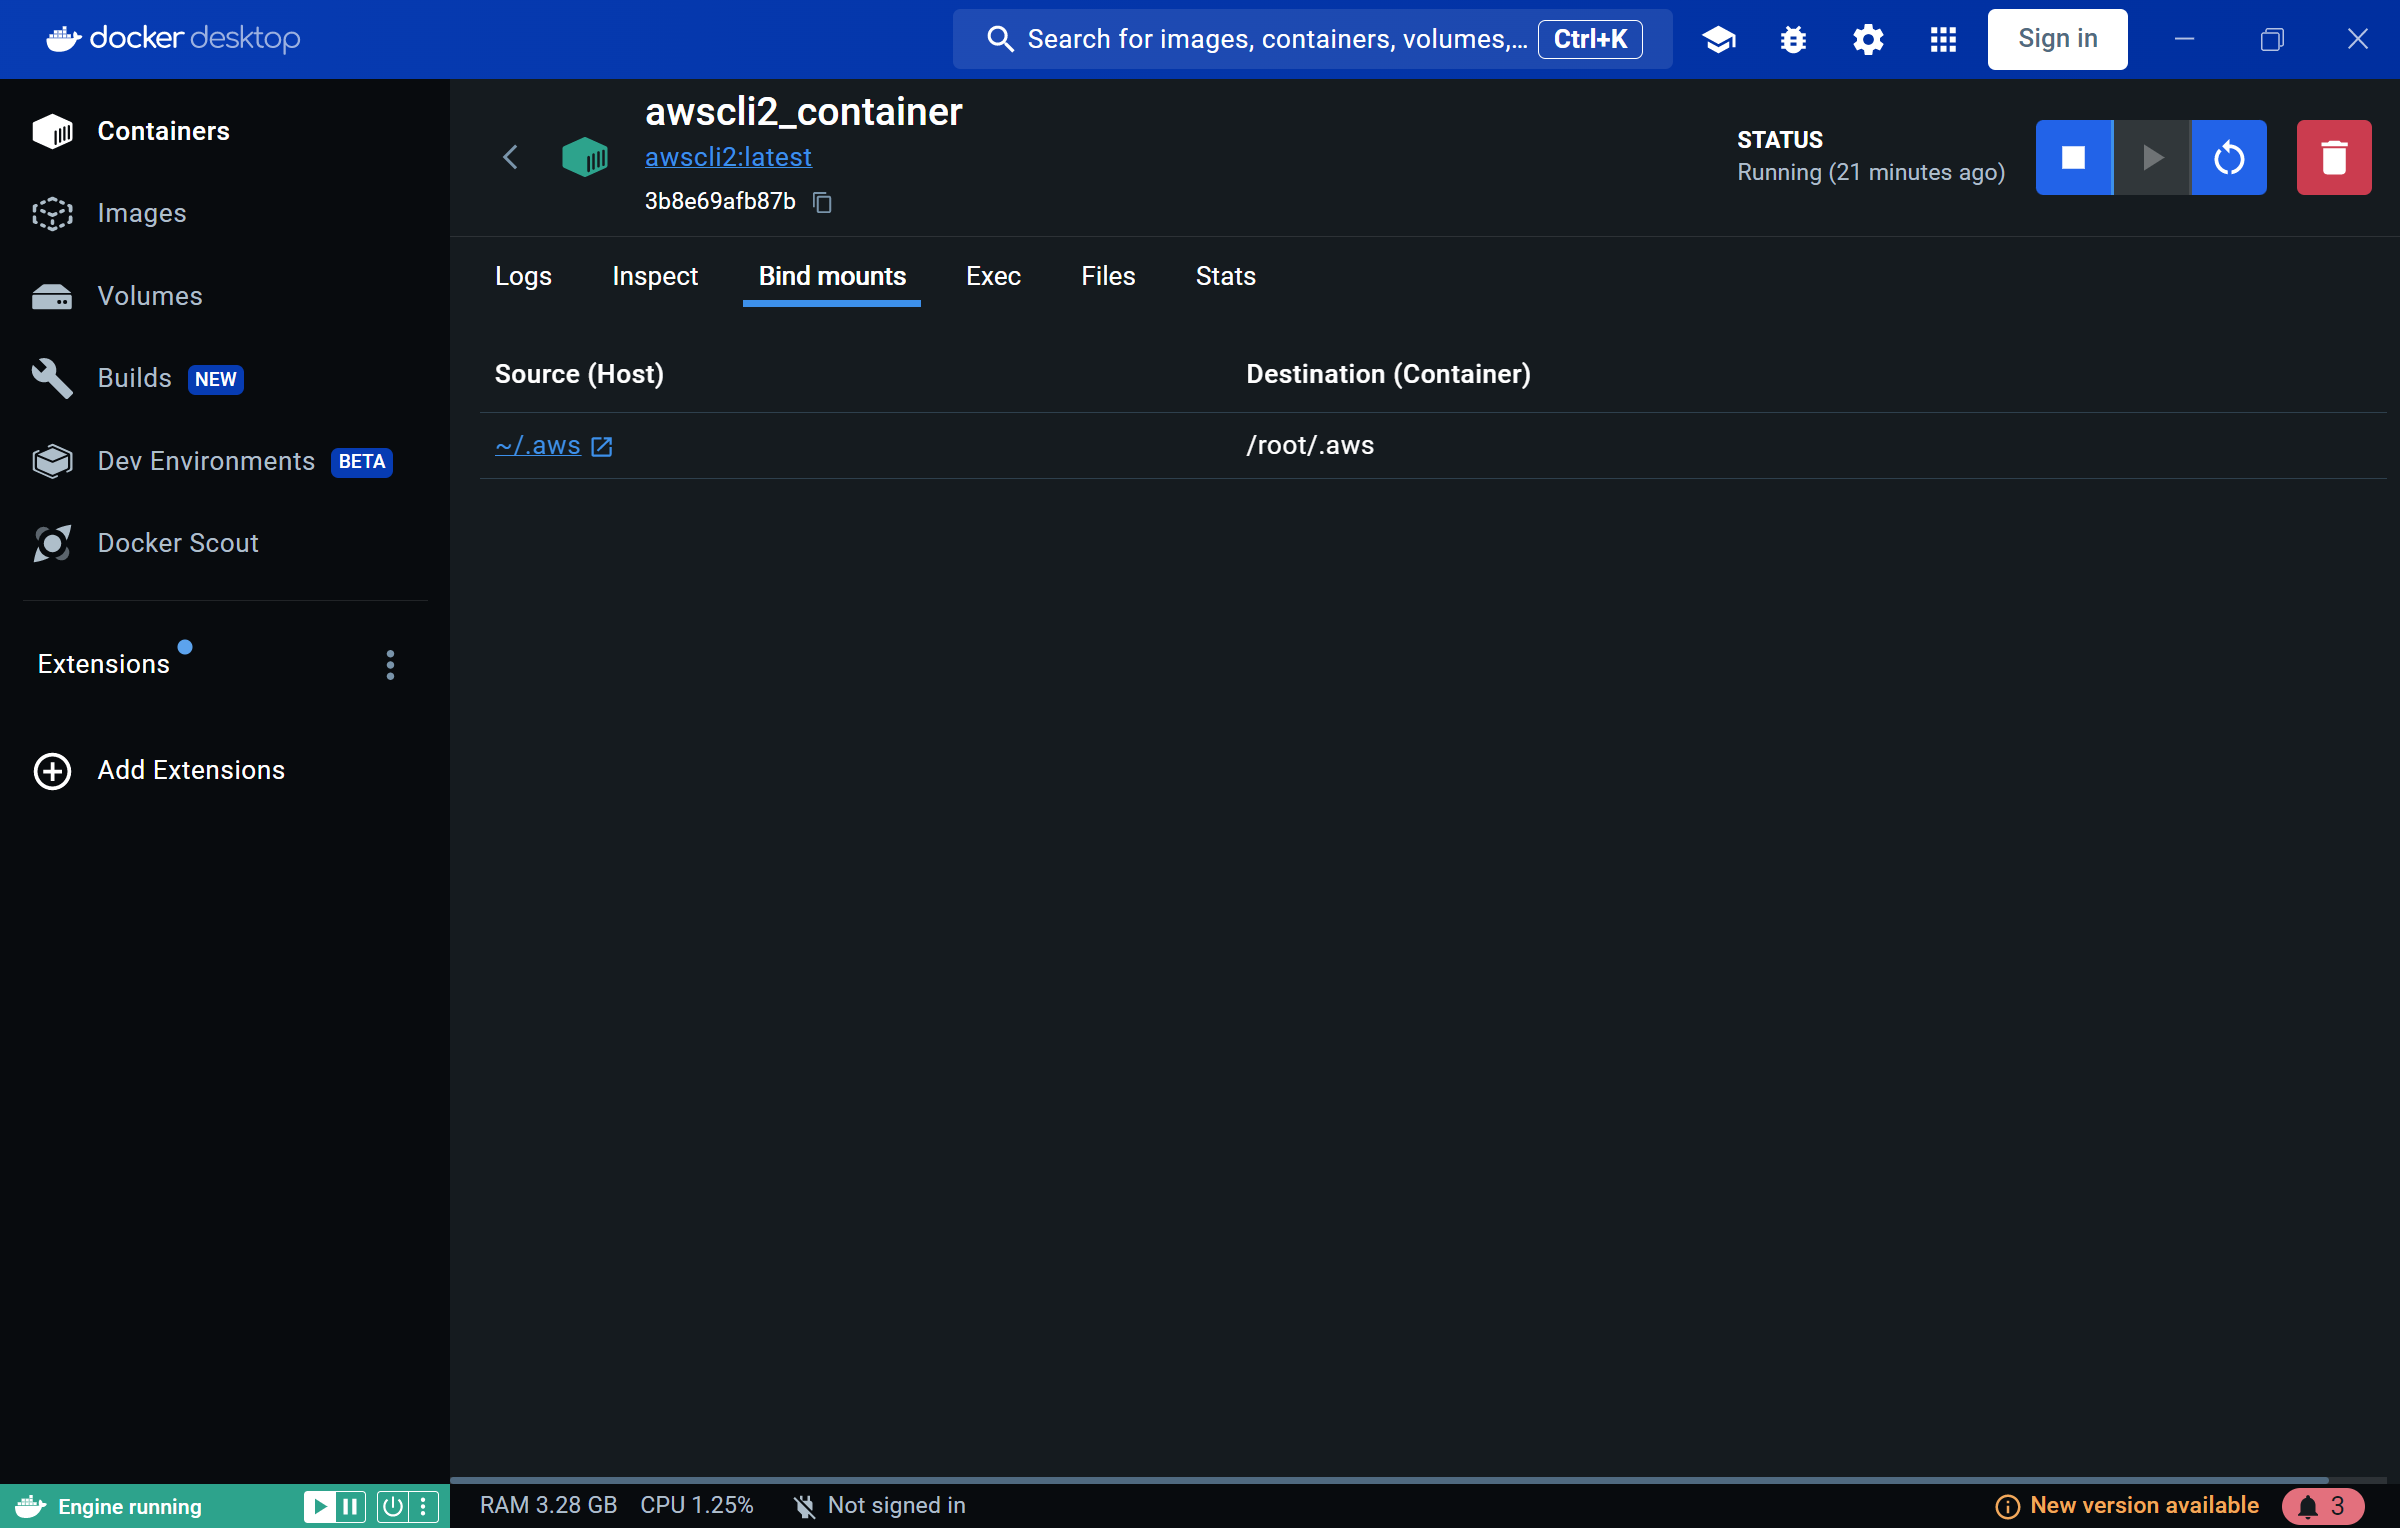 docker desktop
Search for images, containers, volumes,... Ctrl+K
Sign in
Containers
Images
Volumes
Builds NEW
Dev Environments BETA
Docker Scout
Extensions
Add Extensions
awscli2_container
awscli2:latest
3b8e69afb87b
STATUS
Running (21 minutes ago)
Logs Inspect Bind mounts Exec Files Stats
Source (Host) Destination (Container)
~/.aws /root/.aws
Engine running
RAM 3.28 GB CPU 1.25% Not signed in
New version available 3